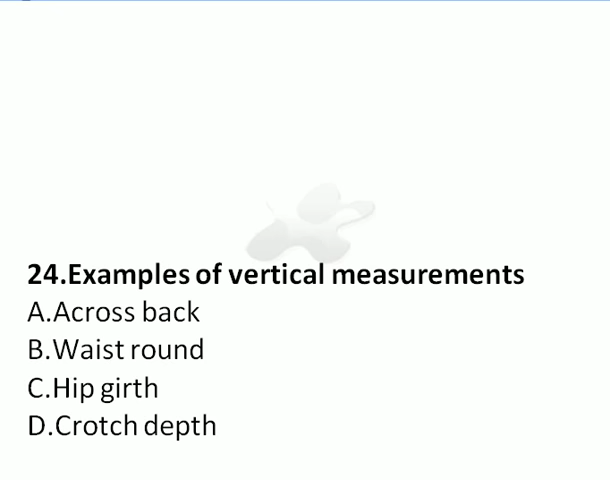 24.Examples of vertical measurements
A.Across back
B.Waist round
C.Hip girth
D.Crotch depth